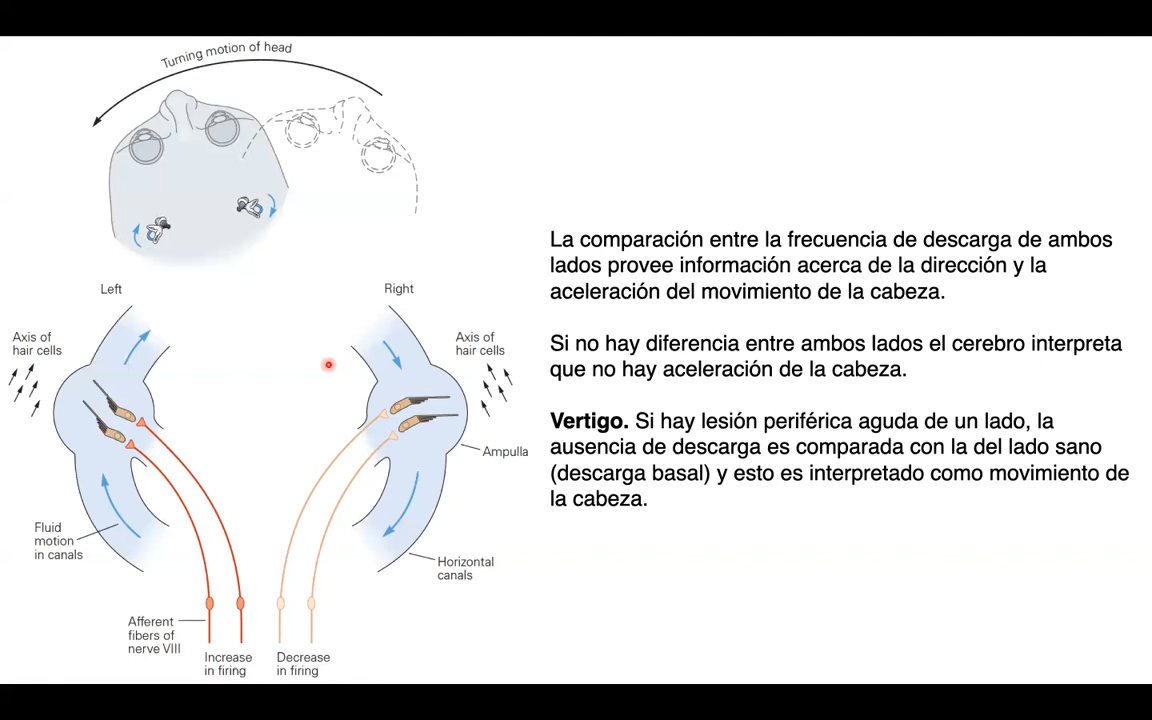 Turning motion of head
Left
Right
Axis of
hair cells
Axis of
hair cells
Ampulla
Fluid
motion
in canals
Horizontal
canals
Afferent
fibers of
nerve VIII
Increase
in firing
Decrease
in firing
La comparación entre la frecuencia de descarga de ambos
lados provee información acerca de la dirección y la
aceleración del movimiento de la cabeza.
Si no hay diferencia entre ambos lados el cerebro interpreta
que no hay aceleración de la cabeza.
Vertigo. Si hay lesión periférica aguda de un lado, la
ausencia de descarga es comparada con la del lado sano
(descarga basal) y esto es interpretado como movimiento de
la cabeza.